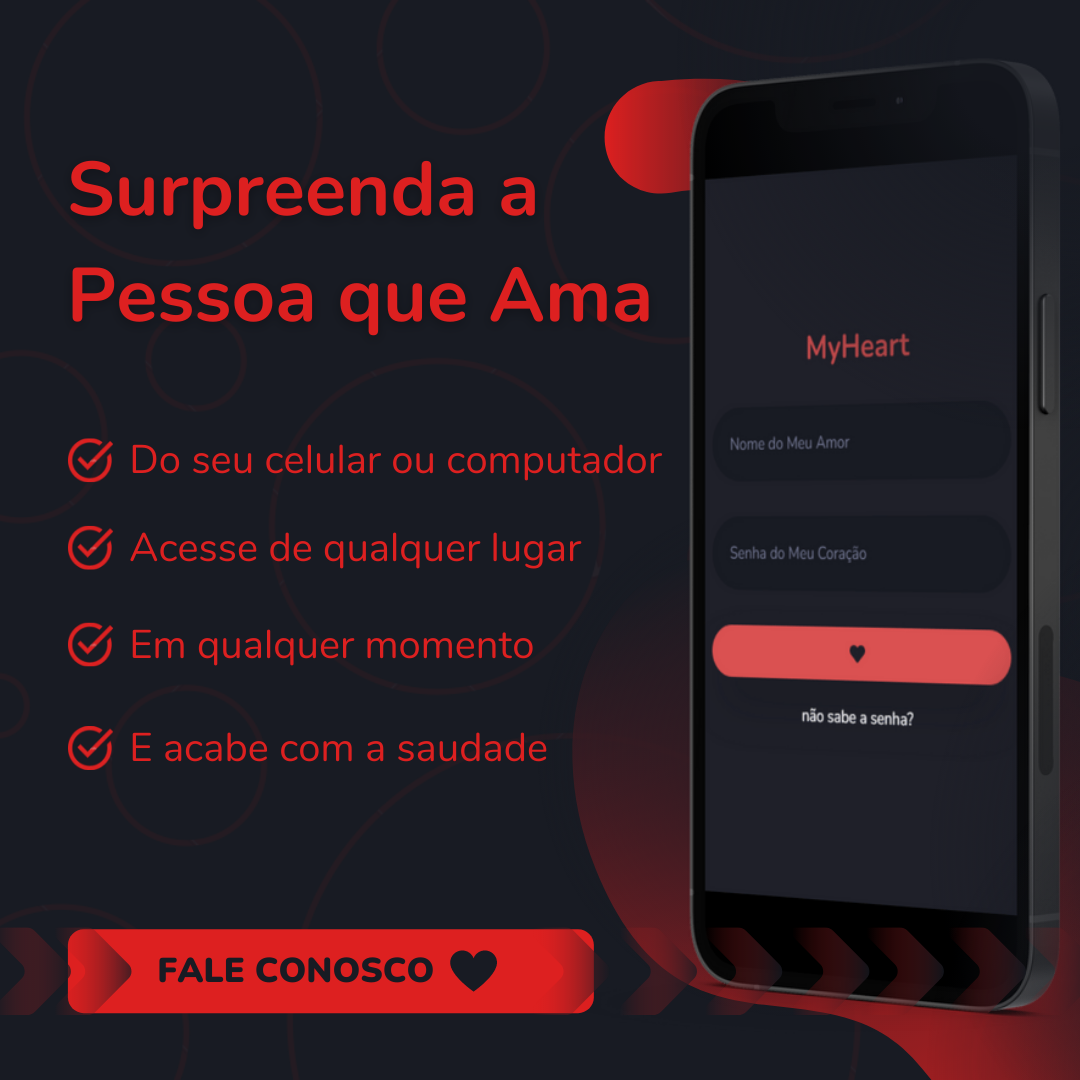 Surpreenda a
Pessoa que Ama
Do seu celular ou computador
Acesse de qualquer lugar
Em qualquer momento
E acabe com a saudade
FALE CONOSCO
MyHeart
Nome do Meu Amor
Senha do Meu Coração
não sabe a senha?